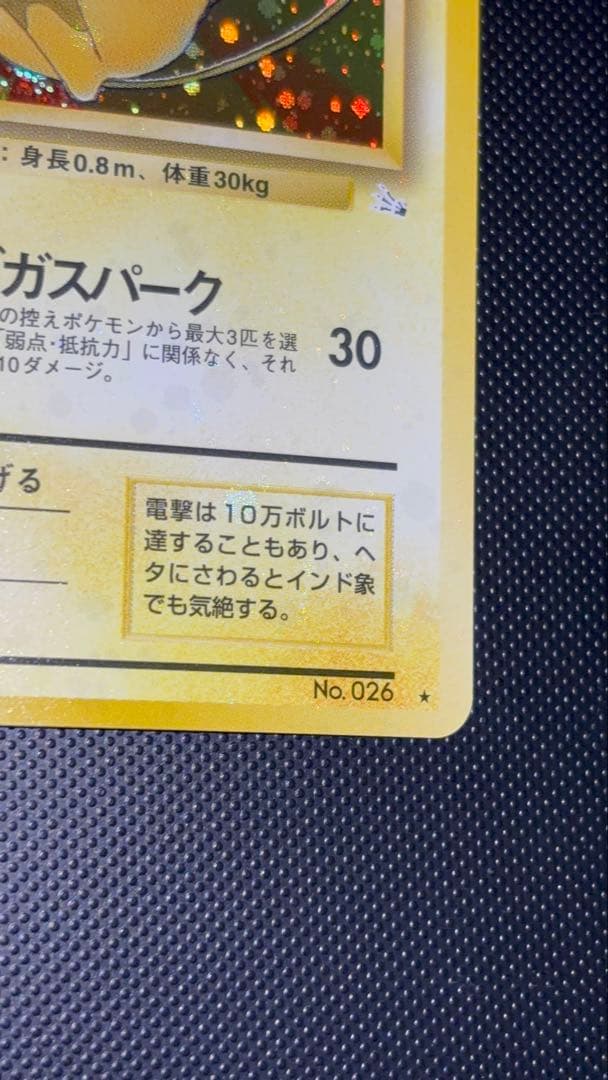 ：身長0.8m、体重30kg
ガスパーク
の控えポケモンから最大3匹を選
「弱点・抵抗力」に関係なく、それ
10ダメージ。
30
げる
電撃は10万ボルトに
達することもあり、ヘ
タにさわるとインド象
でも気絶する。
No. 026 ★